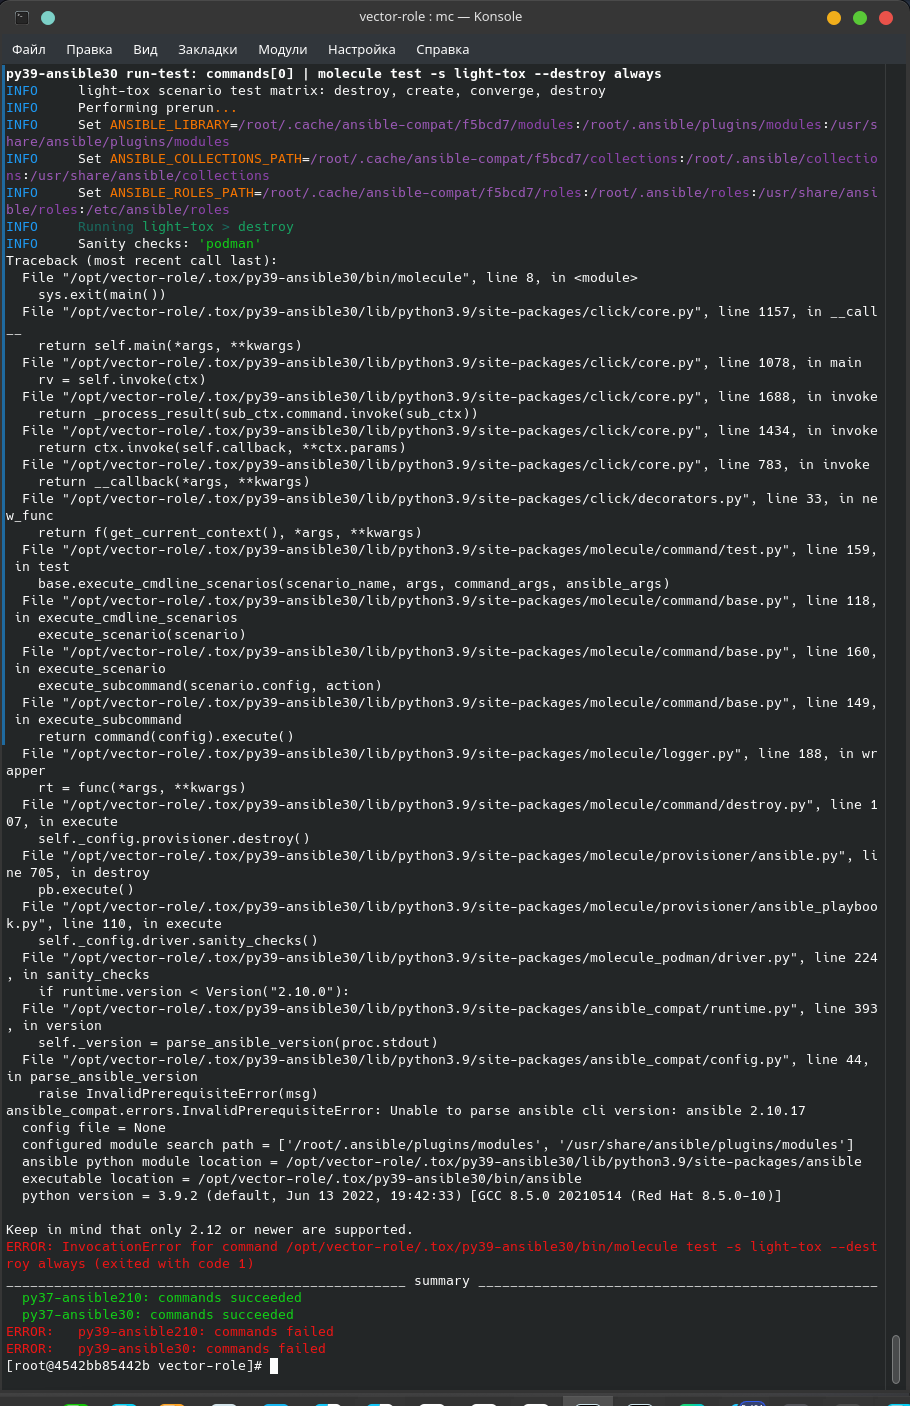 vector-role : mc — Konsole
Файл Правка Вид Закладки Модули Настройка Справка
py39-ansible30 run-test: commands[0] | molecule test -s light-tox --destroy always
INFO     light-tox scenario test matrix: destroy, create, converge, destroy
INFO     Performing prerun...
INFO     Set ANSIBLE_LIBRARY=/root/.cache/ansible-compat/f5bcd7/modules:/root/.ansible/plugins/modules:/usr/s
hare/ansible/plugins/modules
INFO     Set ANSIBLE_COLLECTIONS_PATH=/root/.cache/ansible-compat/f5bcd7/collections:/root/.ansible/collectio
ns:/usr/share/ansible/collections
INFO     Set ANSIBLE_ROLES_PATH=/root/.cache/ansible-compat/f5bcd7/roles:/root/.ansible/roles:/usr/share/ansi
ble/roles:/etc/ansible/roles
INFO     Running light-tox > destroy
INFO     Sanity checks: 'podman'
Traceback (most recent call last):
  File "/opt/vector-role/.tox/py39-ansible30/bin/molecule", line 8, in <module>
    sys.exit(main())
  File "/opt/vector-role/.tox/py39-ansible30/lib/python3.9/site-packages/click/core.py", line 1157, in __call
__
    return self.main(*args, **kwargs)
  File "/opt/vector-role/.tox/py39-ansible30/lib/python3.9/site-packages/click/core.py", line 1078, in main
    rv = self.invoke(ctx)
  File "/opt/vector-role/.tox/py39-ansible30/lib/python3.9/site-packages/click/core.py", line 1688, in invoke
    return _process_result(sub_ctx.command.invoke(sub_ctx))
  File "/opt/vector-role/.tox/py39-ansible30/lib/python3.9/site-packages/click/core.py", line 1434, in invoke
    return ctx.invoke(self.callback, **ctx.params)
  File "/opt/vector-role/.tox/py39-ansible30/lib/python3.9/site-packages/click/core.py", line 783, in invoke
    return __callback(*args, **kwargs)
  File "/opt/vector-role/.tox/py39-ansible30/lib/python3.9/site-packages/click/decorators.py", line 33, in ne
w_func
    return f(get_current_context(), *args, **kwargs)
  File "/opt/vector-role/.tox/py39-ansible30/lib/python3.9/site-packages/molecule/command/test.py", line 159,
 in test
    base.execute_cmdline_scenarios(scenario_name, args, command_args, ansible_args)
  File "/opt/vector-role/.tox/py39-ansible30/lib/python3.9/site-packages/molecule/command/base.py", line 118,
 in execute_cmdline_scenarios
    execute_scenario(scenario)
  File "/opt/vector-role/.tox/py39-ansible30/lib/python3.9/site-packages/molecule/command/base.py", line 160,
 in execute_scenario
    execute_subcommand(scenario.config, action)
  File "/opt/vector-role/.tox/py39-ansible30/lib/python3.9/site-packages/molecule/command/base.py", line 149,
 in execute_subcommand
    return command(config).execute()
  File "/opt/vector-role/.tox/py39-ansible30/lib/python3.9/site-packages/molecule/logger.py", line 188, in wr
apper
    rt = func(*args, **kwargs)
  File "/opt/vector-role/.tox/py39-ansible30/lib/python3.9/site-packages/molecule/command/destroy.py", line 1
07, in execute
    self._config.provisioner.destroy()
  File "/opt/vector-role/.tox/py39-ansible30/lib/python3.9/site-packages/molecule/provisioner/ansible.py", li
ne 705, in destroy
    pb.execute()
  File "/opt/vector-role/.tox/py39-ansible30/lib/python3.9/site-packages/molecule/provisioner/ansible_playboo
k.py", line 110, in execute
    self._config.driver.sanity_checks()
  File "/opt/vector-role/.tox/py39-ansible30/lib/python3.9/site-packages/molecule_podman/driver.py", line 224
, in sanity_checks
    if runtime.version < Version("2.10.0"):
  File "/opt/vector-role/.tox/py39-ansible30/lib/python3.9/site-packages/ansible_compat/runtime.py", line 393
, in version
    self._version = parse_ansible_version(proc.stdout)
  File "/opt/vector-role/.tox/py39-ansible30/lib/python3.9/site-packages/ansible_compat/config.py", line 44,
in parse_ansible_version
    raise InvalidPrerequisiteError(msg)
ansible_compat.errors.InvalidPrerequisiteError: Unable to parse ansible cli version: ansible 2.10.17
  config file = None
  configured module search path = ['/root/.ansible/plugins/modules', '/usr/share/ansible/plugins/modules']
  ansible python module location = /opt/vector-role/.tox/py39-ansible30/lib/python3.9/site-packages/ansible
  executable location = /opt/vector-role/.tox/py39-ansible30/bin/ansible
  python version = 3.9.2 (default, Jun 13 2022, 19:42:33) [GCC 8.5.0 20210514 (Red Hat 8.5.0-10)]
Keep in mind that only 2.12 or newer are supported.
ERROR: InvocationError for command /opt/vector-role/.tox/py39-ansible30/bin/molecule test -s light-tox --dest
roy always (exited with code 1)
__________________________________________________ summary __________________________________________________
  py37-ansible210: commands succeeded
  py37-ansible30: commands succeeded
ERROR:   py39-ansible210: commands failed
ERROR:   py39-ansible30: commands failed
[root@4542bb85442b vector-role]#